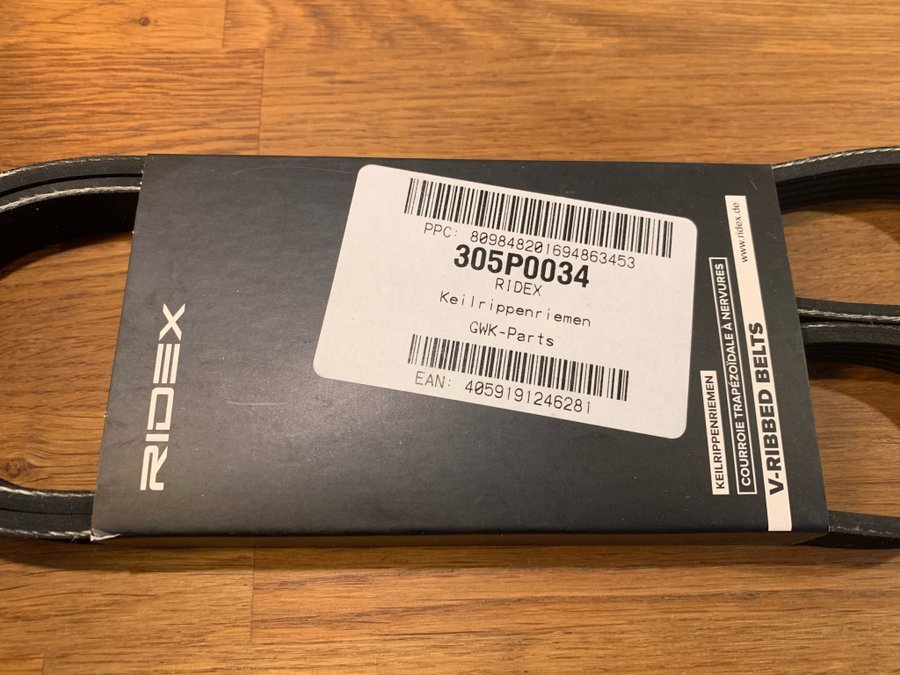 RIDEX
PPC: 809848201694863453
305P0034
RIDEX
Keilrippenriemen
GWK-Parts
EAN: 4059191246281
KEILRIPPENRIEMEN
COURROIE TRAPÉZOÏDALE À NERVURES
V-RIBBED BELTS
www.ridex.de